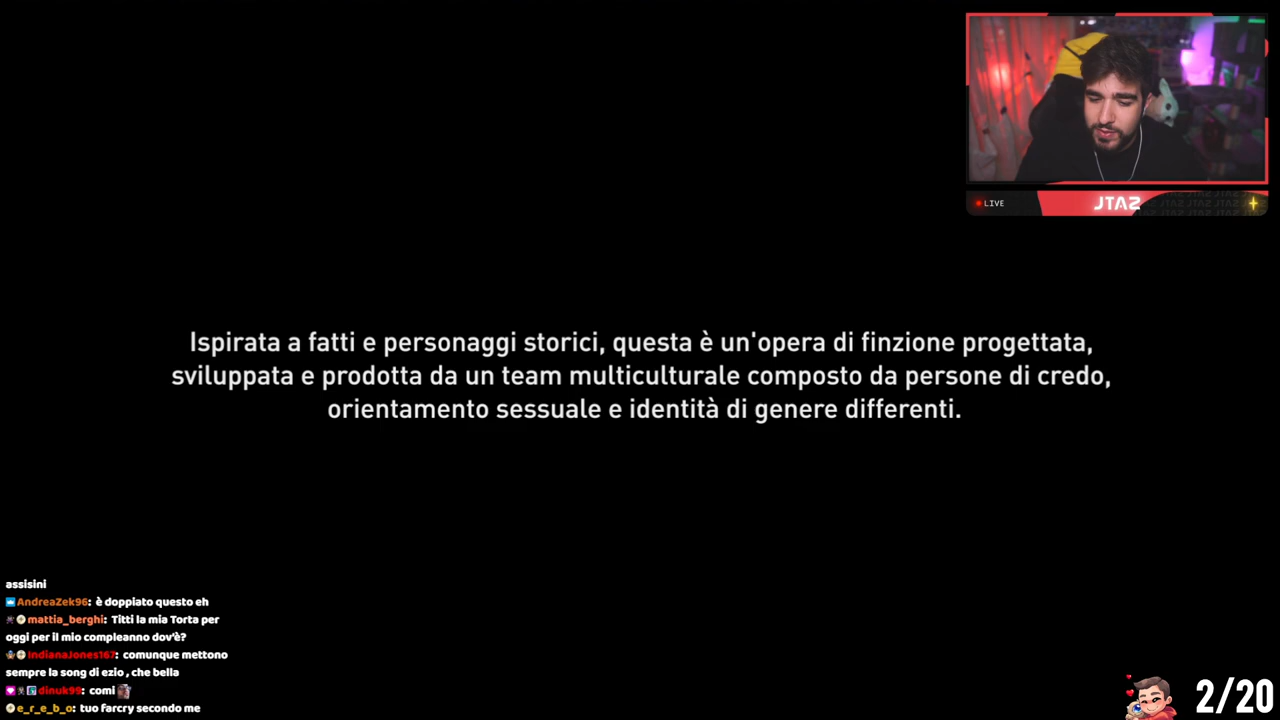 LIVE
JTAZ
Ispirata a fatti e personaggi storici, questa è un'opera di finzione progettata,
sviluppata e prodotta da un team multiculturale composto da persone di credo,
orientamento sessuale e identità di genere differenti.
assisini
AndreaZek96: è doppiato questo eh
mattia_berghi: Titti la mia Torta per
oggi per il mio compleanno dov'è?
IndianaJones167: comunque mettono
sempre la song di ezio , che bella
dinuk99: comi
e_r_e_b_o: tuo farcry secondo me
2/20